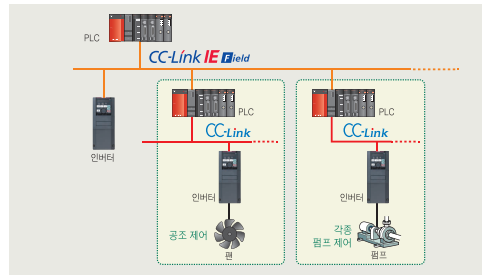 PLC
CC-Link IE Field
PLC
PLC
CC-Link
CC-Link
인버터
인버터
인버터
공조 제어
팬
각종
펌프 제어
펌프